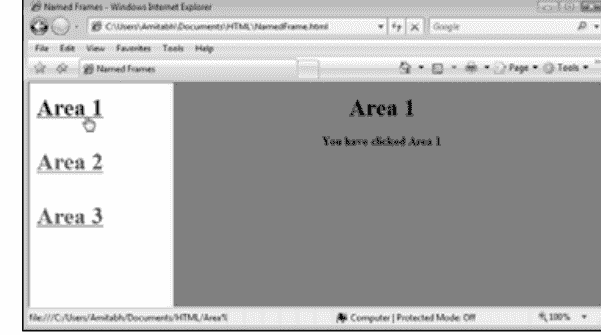 Named Frames - Windows Internet Explorer
C:\Users\Amitabh\Documents\HTML\NamedFrame.html
Google
File Edit View Favorites Tools Help
Named Frames
Page Tools
Area 1
Area 1
You have clicked Area 1
Area 2
Area 3
file:///C:/Users/Amitabh/Documents/HTML/Area%
Computer | Protected Mode: Off
100%